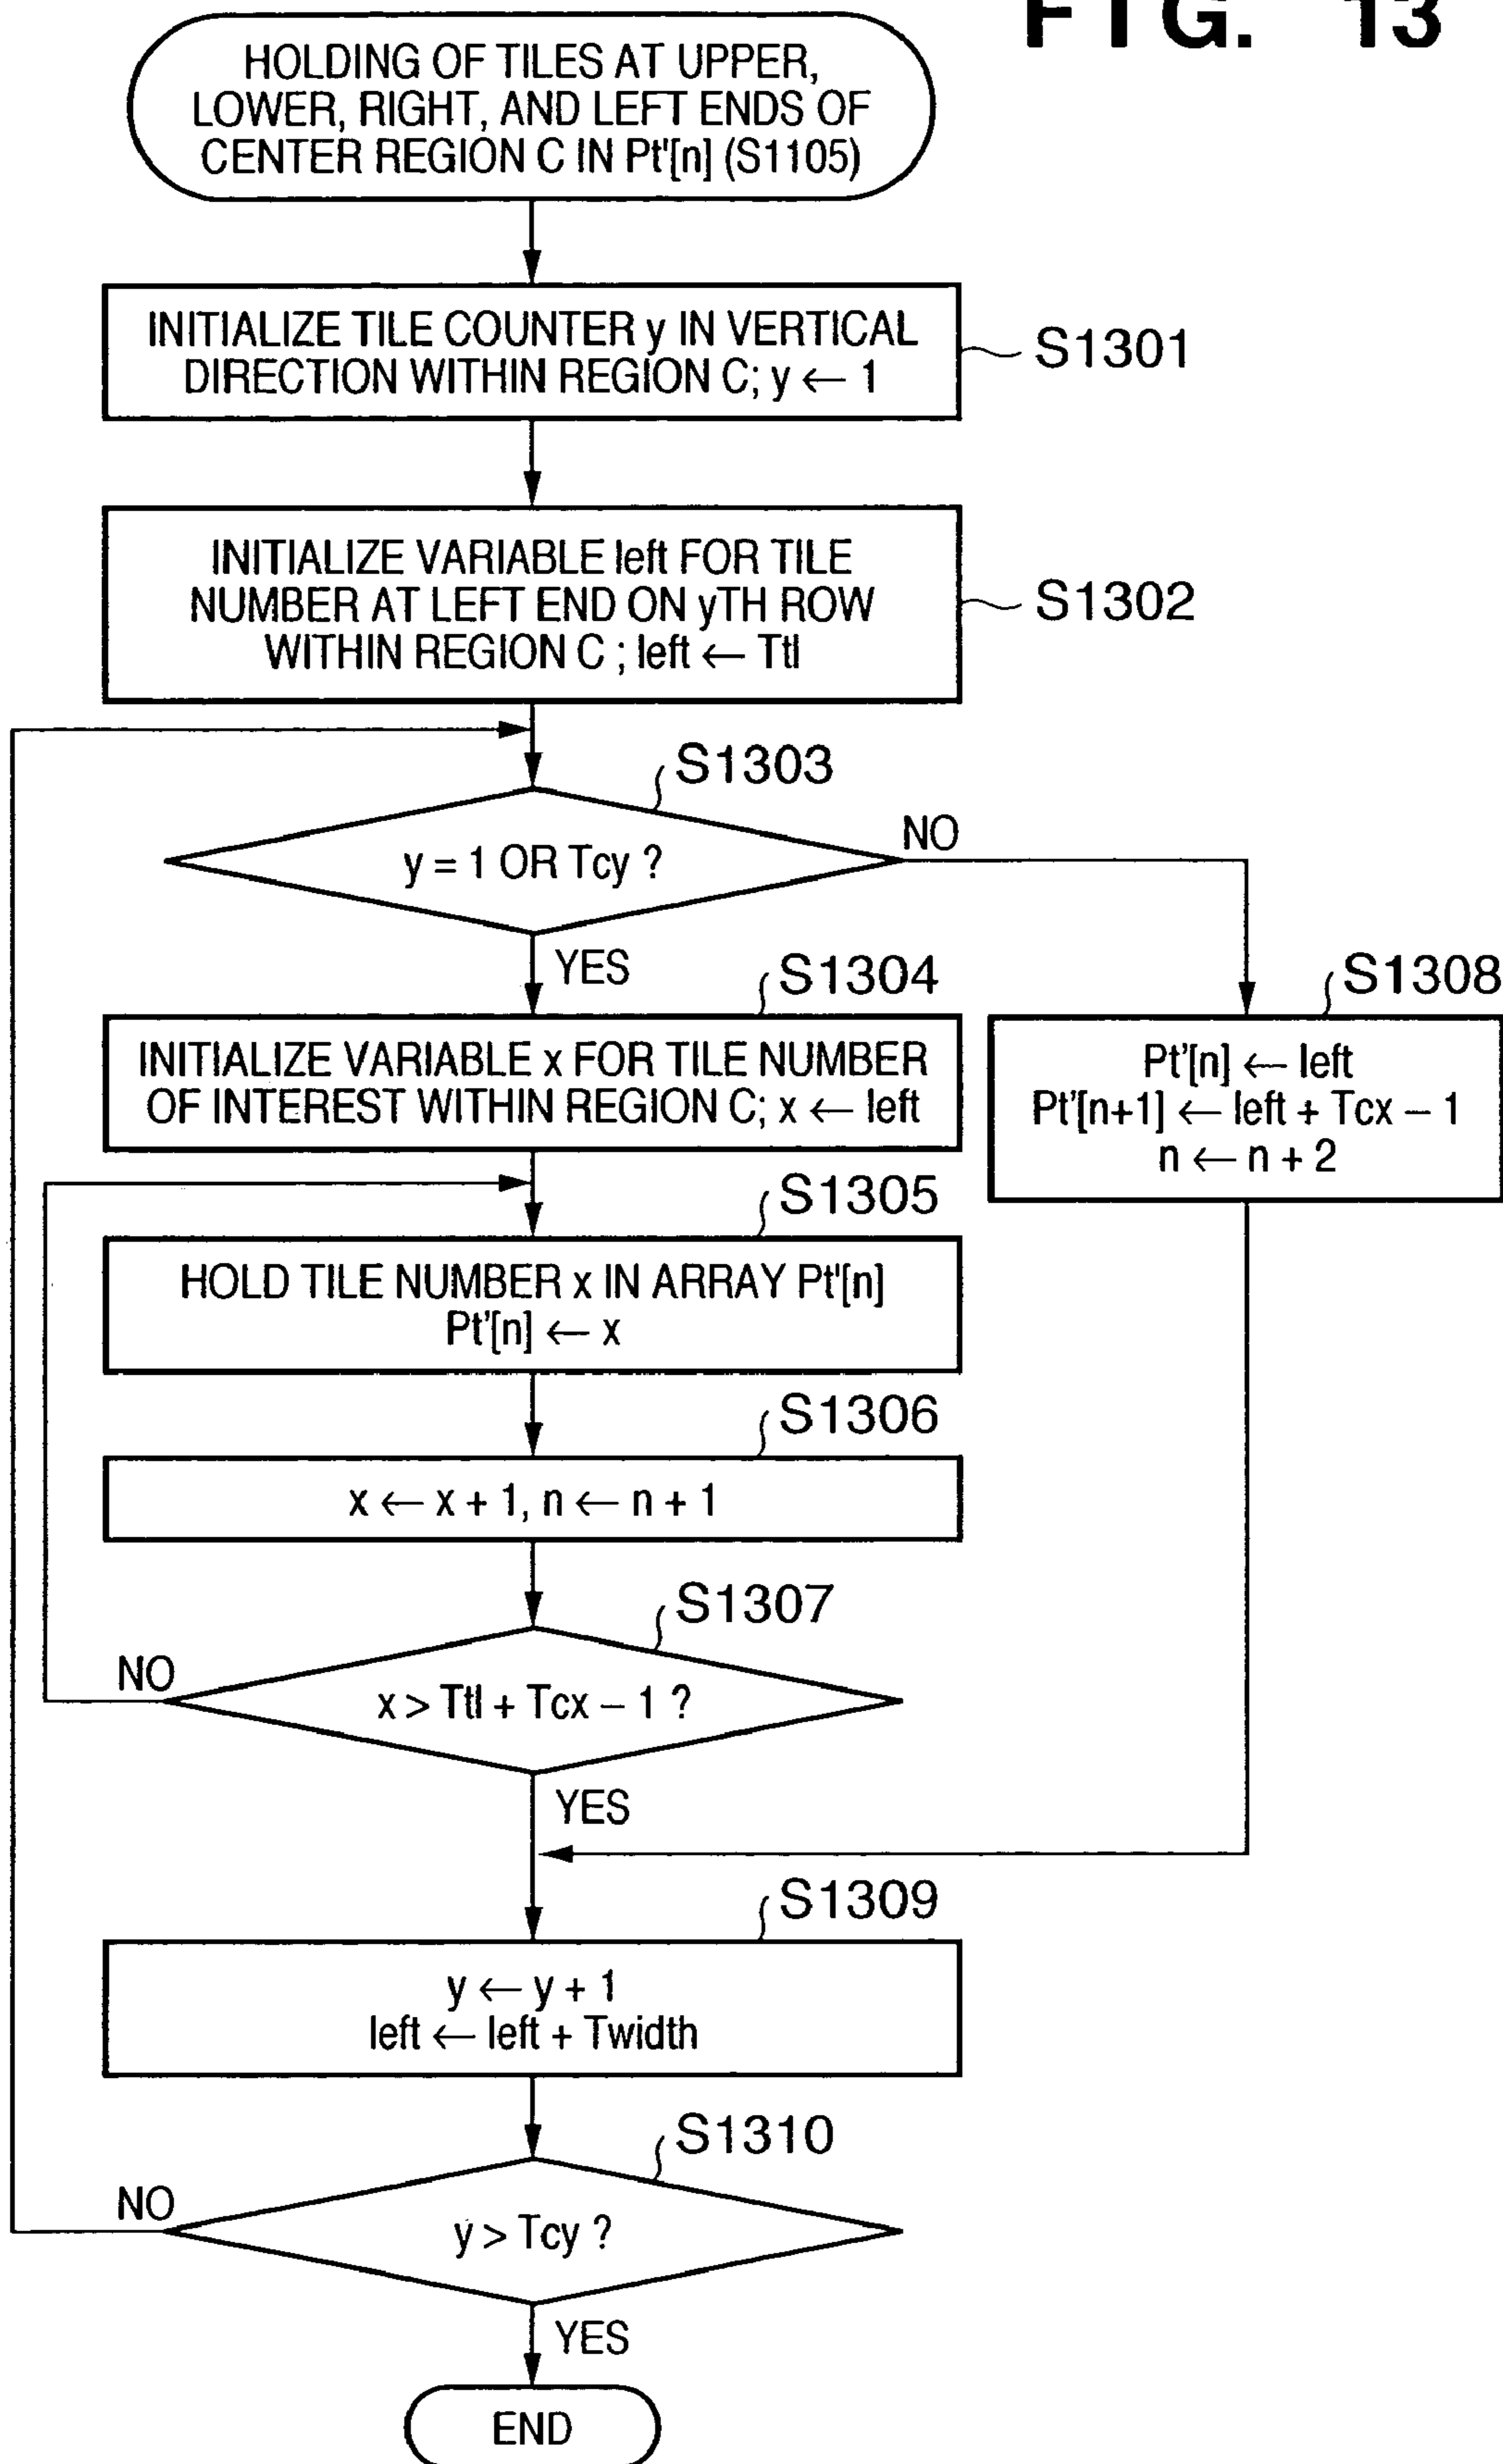 FIG. 13
HOLDING OF TILES AT UPPER,
LOWER, RIGHT, AND LEFT ENDS OF
CENTER REGION C IN Pt'[n] (S1105)
INITIALIZE TILE COUNTER y IN VERTICAL
DIRECTION WITHIN REGION C; y ← 1
S1301
INITIALIZE VARIABLE left FOR TILE
NUMBER AT LEFT END ON yTH ROW
WITHIN REGION C ; left ← Ttl
S1302
S1303
y = 1 OR Tcy ?
NO
YES
S1304
INITIALIZE VARIABLE x FOR TILE NUMBER
OF INTEREST WITHIN REGION C; x ← left
S1308
Pt'[n] ← left
Pt'[n+1] ← left + Tcx − 1
n ← n + 2
S1305
HOLD TILE NUMBER x IN ARRAY Pt'[n]
Pt'[n] ← x
S1306
x ← x + 1, n ← n + 1
S1307
NO
x > Ttl + Tcx − 1 ?
YES
S1309
y ← y + 1
left ← left + Twidth
S1310
NO
y > Tcy ?
YES
END